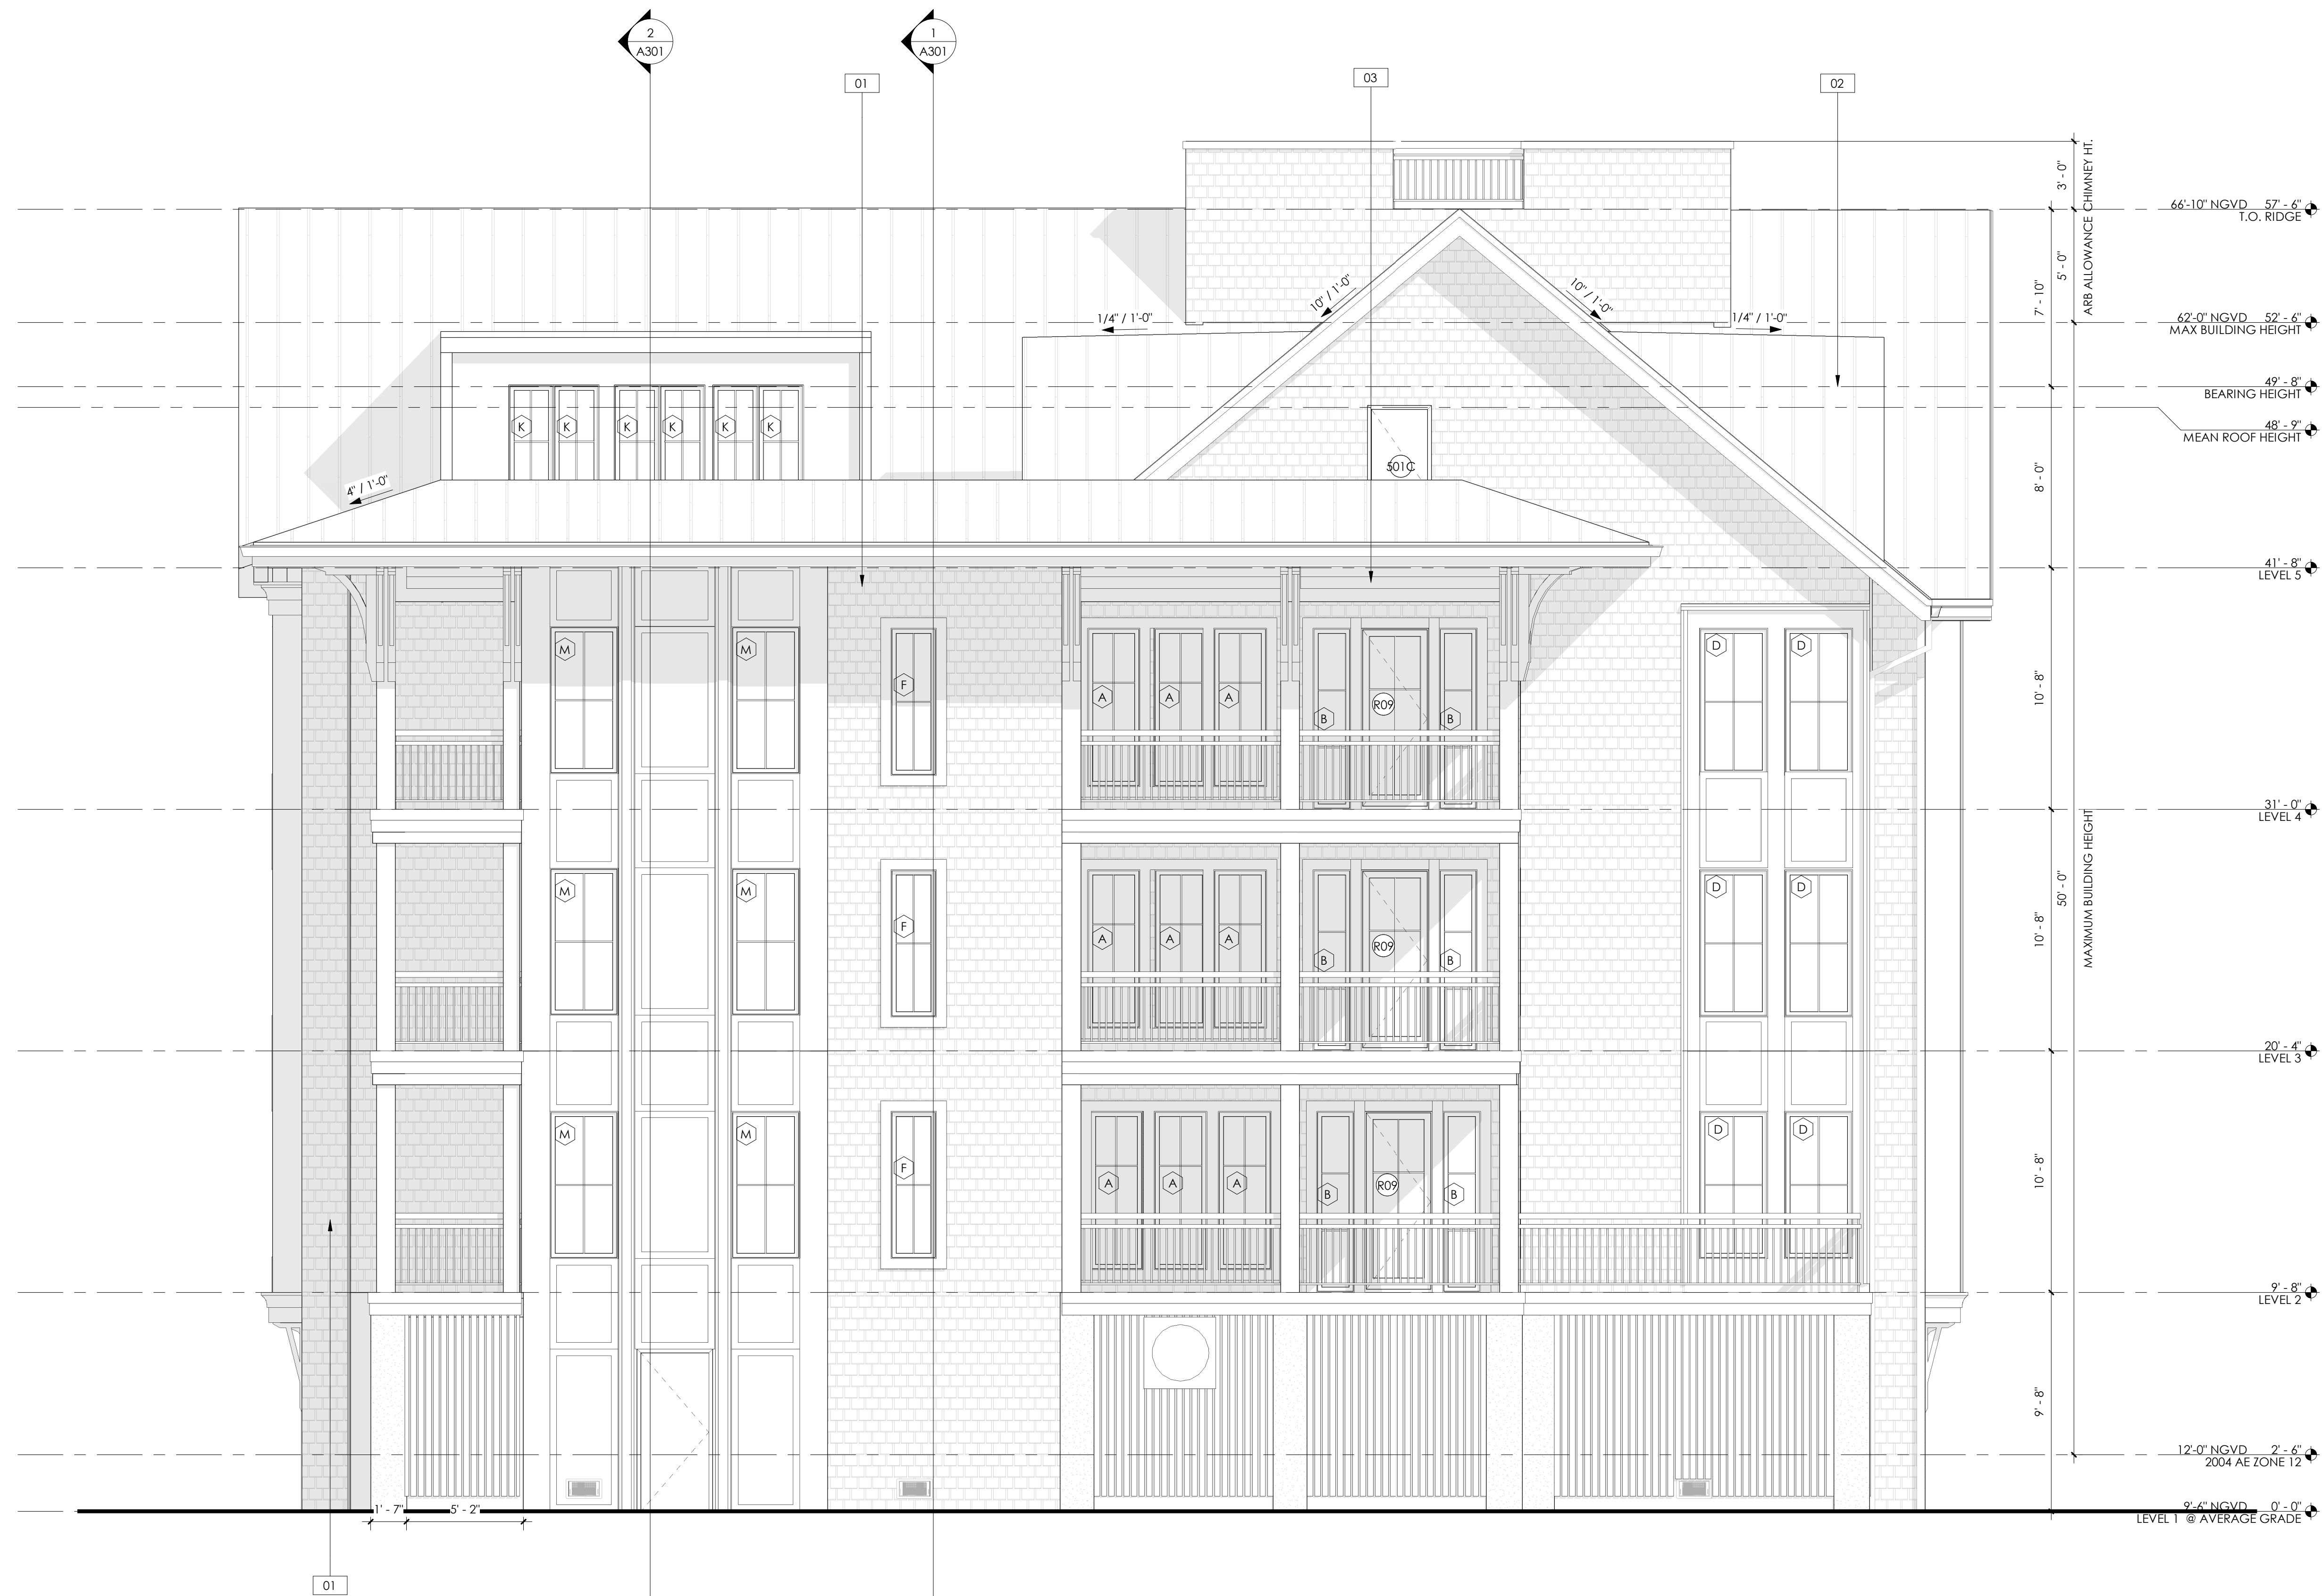 2
A301
1
A301
01
03
02
3' - 0"
CHIMNEY HT.
66'-10" NGVD 57' - 6"
T.O. RIDGE
5' - 0"
ARB ALLOWANCE
7' - 10"
10" / 1'-0"
10" / 1'-0"
1/4" / 1'-0"
1/4" / 1'-0"
62'-0" NGVD 52' - 6"
MAX BUILDING HEIGHT
49' - 8"
BEARING HEIGHT
K K K K K K
48' - 9"
MEAN ROOF HEIGHT
501C
4" / 1'-0"
8' - 0"
41' - 8"
LEVEL 5
M M F A A A B R09 B D D
10' - 8"
31' - 0"
LEVEL 4
MAXIMUM BUILDING HEIGHT
50' - 0"
M M F A A A B R09 B D D
10' - 8"
20' - 4"
LEVEL 3
M M F A A A B R09 B D D
10' - 8"
9' - 8"
LEVEL 2
9' - 8"
12'-0" NGVD 2' - 6"
2004 AE ZONE 12
1' - 7" 5' - 2"
9'-6" NGVD 0' - 0"
LEVEL 1 @ AVERAGE GRADE
01